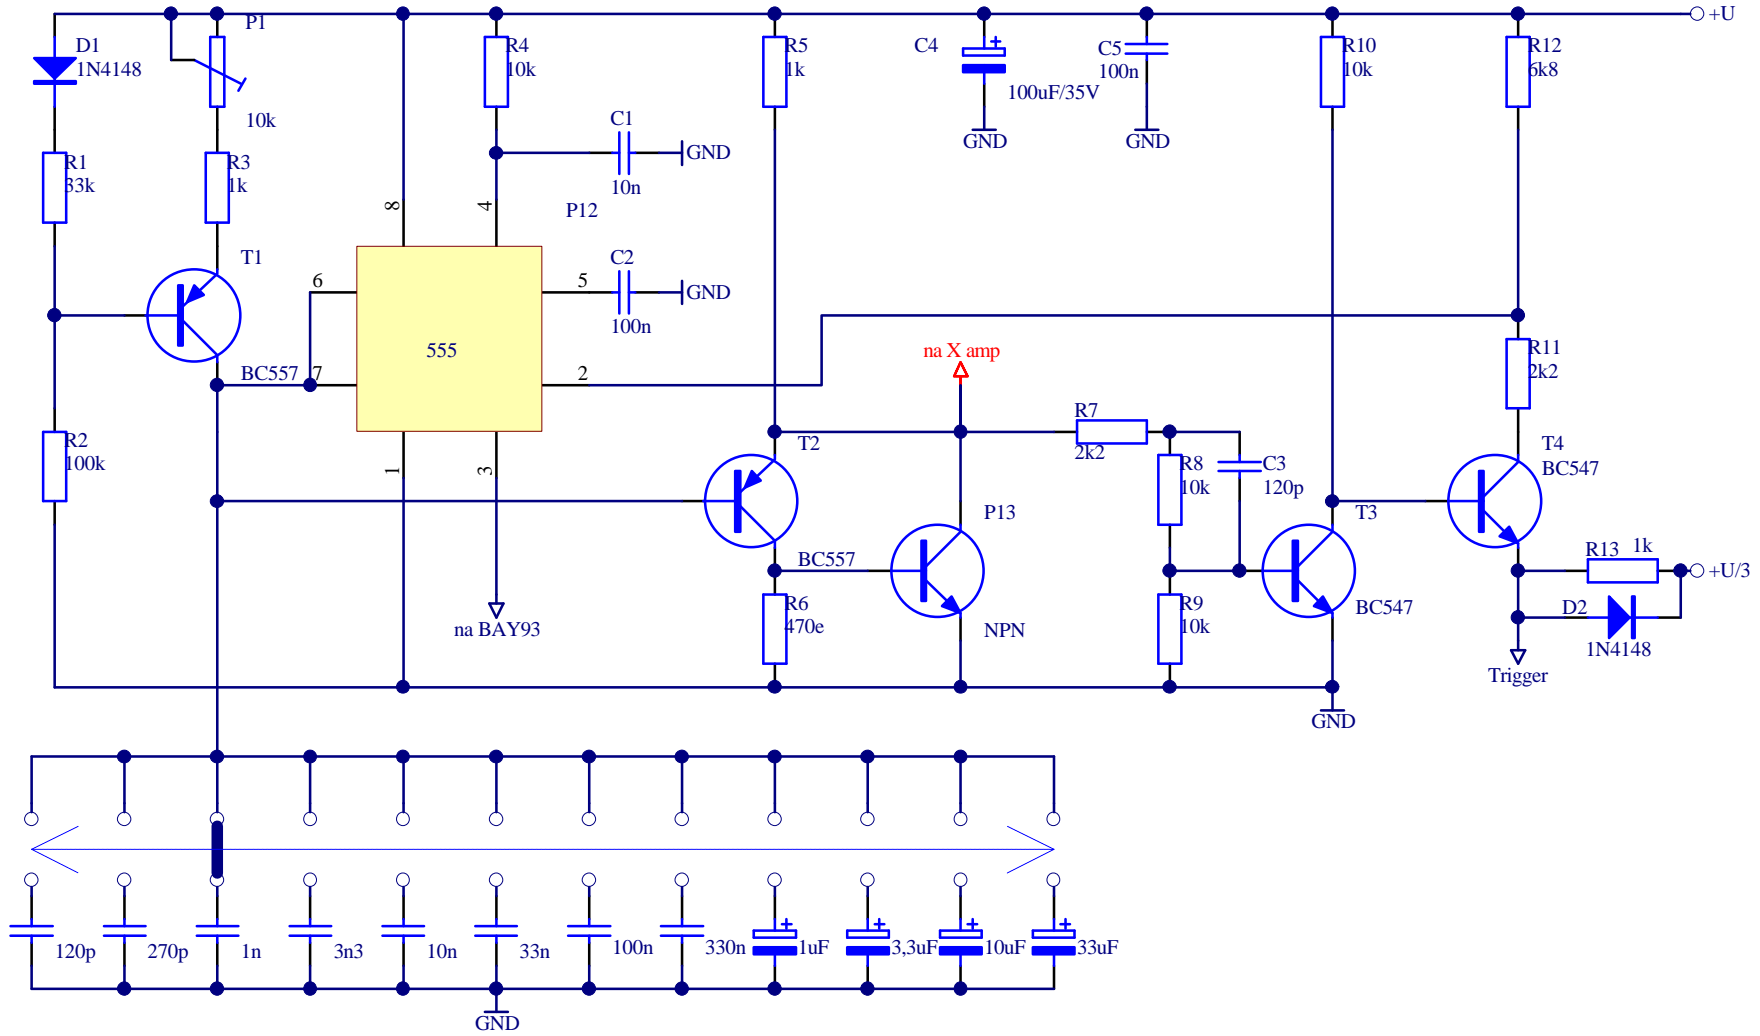 P1
+U
D1
1N4148
R4
10k
R5
1k
C4
C5
100n
R10
10k
R12
6k8
100uF/35V
10k
C1
GND
GND
GND
10n
R1
33k
R3
1k
8
4
P12
T1
C2
6
5
GND
100n
555
na X amp
R11
2k2
BC557
7
2
R7
2k2
R2
100k
1
3
T2
R8
10k
C3
120p
T4
BC547
P13
T3
BC557
R13
1k
+U/3
R6
470e
R9
10k
BC547
D2
na BAY93
NPN
1N4148
Trigger
GND
120p
270p
1n
3n3
10n
33n
100n
330n
+
1uF
+
3,3uF
+
10uF
+
33uF
GND
+